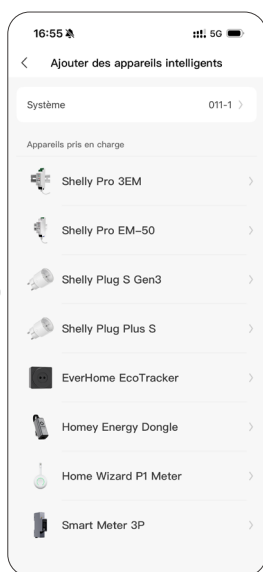 16:55
5G
Ajouter des appareils intelligents
Système 011-1
Appareils pris en charge
Shelly Pro 3EM
Shelly Pro EM-50
Shelly Plug S Gen3
Shelly Plug Plus S
EverHome EcoTracker
Homey Energy Dongle
Home Wizard P1 Meter
Smart Meter 3P